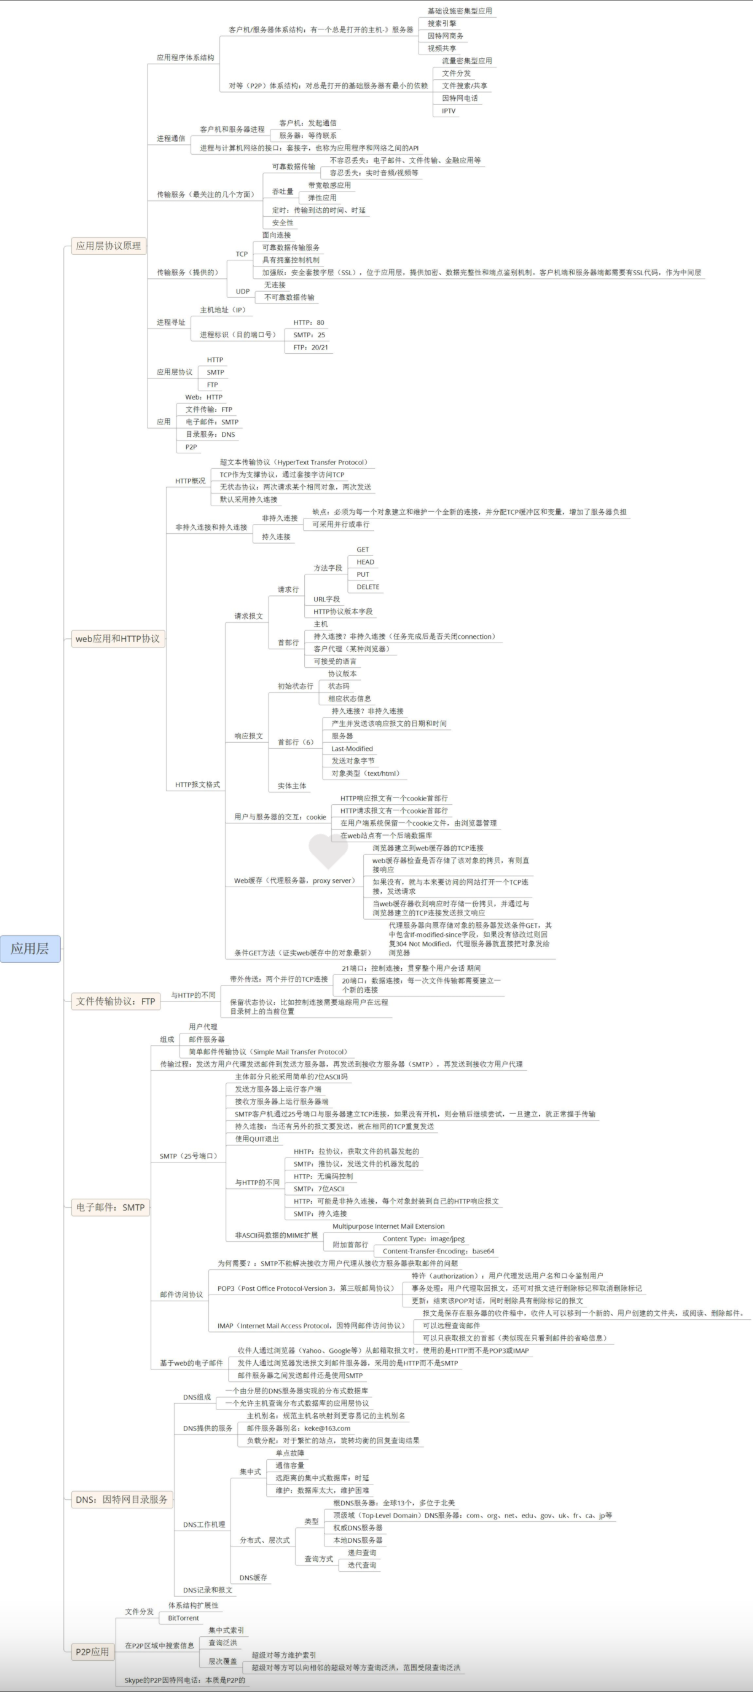 应用层
应用层协议原理
应用程序体系结构
客户机/服务器体系结构：有一个总是打开的主机-》服务器
基础设施密集型应用
搜索引擎
因特网商务
视频共享
对等（P2P）体系结构：对总是打开的基础服务器有最小的依赖
流量密集型应用
文件分发
文件搜索/共享
因特网电话
IPTV
进程通信
客户机和服务器进程
客户机：发起通信
服务器：等待联系
进程与计算机网络的接口：套接字，也称为应用程序和网络之间的API
传输服务（最关注的几个方面）
可靠数据传输
不容忍丢失：电子邮件、文件传输、金融应用等
容忍丢失：实时音频/视频等
吞吐量
带宽敏感应用
弹性应用
定时：传输到达的时间，时延
安全性
传输服务（提供的）
TCP
面向连接
可靠数据传输服务
具有拥塞控制机制
加强版：安全套接字层（SSL），位于应用层，提供加密、数据完整性和端点鉴别机制，客户机端和服务器端都需要有SSL代码，作为中间层
UDP
无连接
不可靠数据传输
进程寻址
主机地址（IP）
进程标识（目的端口号）
HTTP：80
SMTP：25
FTP：20/21
应用层协议
HTTP
SMTP
FTP
应用
Web：HTTP
文件传输：FTP
电子邮件：SMTP
目录服务：DNS
P2P
web应用和HTTP协议
HTTP概况
超文本传输协议（HyperText Transfer Protocol）
TCP作为支撑协议，通过套接字访问TCP
无状态协议：两次请求某个相同对象，两次发送
默认采用持久连接
非持久连接和持久连接
非持久连接
缺点：必须为每一个对象建立和维护一个全新的连接，并分配TCP缓冲区和变量，增加了服务器负担
可采用并行或串行
持久连接
HTTP报文格式
请求报文
请求行
方法字段
GET
HEAD
PUT
DELETE
URL字段
HTTP协议版本字段
首部行
主机
持久连接？非持久连接（任务完成后是否关闭connection）
客户代理（某种浏览器）
可接受的语言
响应报文
初始状态行
协议版本
状态码
相应状态信息
首部行（6）
持久连接？非持久连接
产生并发送该响应报文的日期和时间
服务器
Last-Modified
发送对象字节
对象类型（text/html）
实体主体
用户与服务器的交互：cookie
HTTP响应报文有一个cookie首部行
HTTP请求报文有一个cookie首部行
在用户端系统保留一个cookie文件，由浏览器管理
在web站点有一个后端数据库
Web缓存（代理服务器，proxy server）
浏览器建立到web缓存器的TCP连接
web缓存器检查是否存储了该对象的拷贝，有则直
接响应
如果没有，就与本来要访问的网站打开一个TCP连
接，发送请求
当web缓存器收到响应时存储一份拷贝，并通过与
浏览器建立的TCP连接发送报文响应
条件GET方法（证实web缓存中的对象最新）
代理服务器向原存储对象的服务器发送条件GET，其
中包含if-modified-since字段，如果没有修改过则回
复304 Not Modified，代理服务器就直接把对象发给
浏览器
文件传输协议：FTP
与HTTP的不同
带外传送：两个并行的TCP连接
21端口：控制连接：贯穿整个用户会话 期间
20端口，数据连接：每一次文件传输都需要建立一
个新的连接
保留状态协议：比如控制连接需要追踪用户在远程
目录树上的当前位置
电子邮件：SMTP
组成
用户代理
邮件服务器
简单邮件传输协议（Simple Mail Transfer Protocol）
传输过程：发送方用户代理发送邮件到发送方服务器，再发送到接收方服务器（SMTP），再发送到接收方用户代理
SMTP（25号端口）
主体部分只能采用简单的7位ASCII码
发送方服务器上运行客户端
接收方服务器上运行服务器端
SMTP客户机通过25号端口与服务器建立TCP连接，如果没有开机，则会稍后继续尝试，一旦建立，就正常握手传输
持久连接：当还有另外的报文要发送，就在相同的TCP重复发送
使用QUIT退出
与HTTP的不同
HHTP：拉协议，获取文件的机器发起的
SMTP：推协议，发送文件的机器发起的
HTTP：无编码控制
SMTP：7位ASCII
HTTP：可能是非持久连接，每个对象封装到自己的HTTP响应报文
SMTP：持久连接
非ASCII码数据的MIME扩展
Multipurpose Internet Mail Extension
附加首部行
Content Type：image/jpeg
Content-Transfer-Encoding：base64
邮件访问协议
为何需要？：SMTP不能解决接收方用户代理从接收方服务器获取邮件的问题
POP3（Post Office Protocol-Version 3，第三版邮局协议）
特许（authorization）：用户代理发送用户名和口令鉴别用户
事务处理：用户代理取回报文，还可对报文进行删除标记和取消删除标记
更新：结束该POP对话，同时删除具有删除标记的报文
IMAP（Internet Mail Access Protocol，因特网邮件访问协议）
报文是保存在服务器的收件箱中，收件人可以移到一个新的、用户创建的文件夹，或阅读、删除邮件。
可以远程查询邮件
可以只获取报文的首部（类似现在只看到邮件的省略信息）
基于web的电子邮件
收件人通过浏览器（Yahoo、Google等）从邮箱取报文时，使用的是HTTP而不是POP3或IMAP
发件人通过浏览器发送报文到邮件服务器，采用的是HTTP而不是SMTP
邮件服务器之间发送邮件还是使用SMTP
DNS：因特网目录服务
DNS组成
一个由分层的DNS服务器实现的分布式数据库
一个允许主机查询分布式数据库的应用层协议
DNS提供的服务
主机别名：规范主机名映射到更容易记的主机别名
邮件服务器别名：keke@163.com
负载分配：对于繁忙的站点，旋转均衡的回复查询结果
DNS工作机理
集中式
单点故障
通信容量
远距离的集中式数据库：时延
维护：数据库太大，维护困难
分布式、层次式
类型
根DNS服务器：全球13个，多位于北美
顶级域（Top-Level Domain）DNS服务器：com、org、net、edu、gov、uk、fr、ca、jp等
权威DNS服务器
本地DNS服务器
查询方式
递归查询
迭代查询
DNS缓存
DNS记录和报文
P2P应用
文件分发
体系结构扩展性
BitTorrent
在P2P区域中搜索信息
集中式索引
查询泛洪
层次覆盖
超级对等方维护索引
超级对等方可以向相似的超级对等方查询泛洪，范围受限查询泛洪
Skype的P2P因特网电话：本质是P2P的